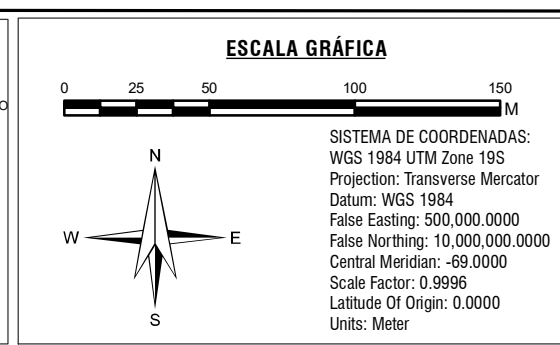 ESCALA GRÁFICA
0 25 50 100 150
M
SISTEMA DE COORDENADAS:
WGS 1984 UTM Zone 19S
Projection: Transverse Mercator
Datum: WGS 1984
False Easting: 500,000.0000
False Northing: 10,000,000.0000
Central Meridian: -69.0000
Scale Factor: 0.9996
Latitude Of Origin: 0.0000
Units: Meter
N
W E
S